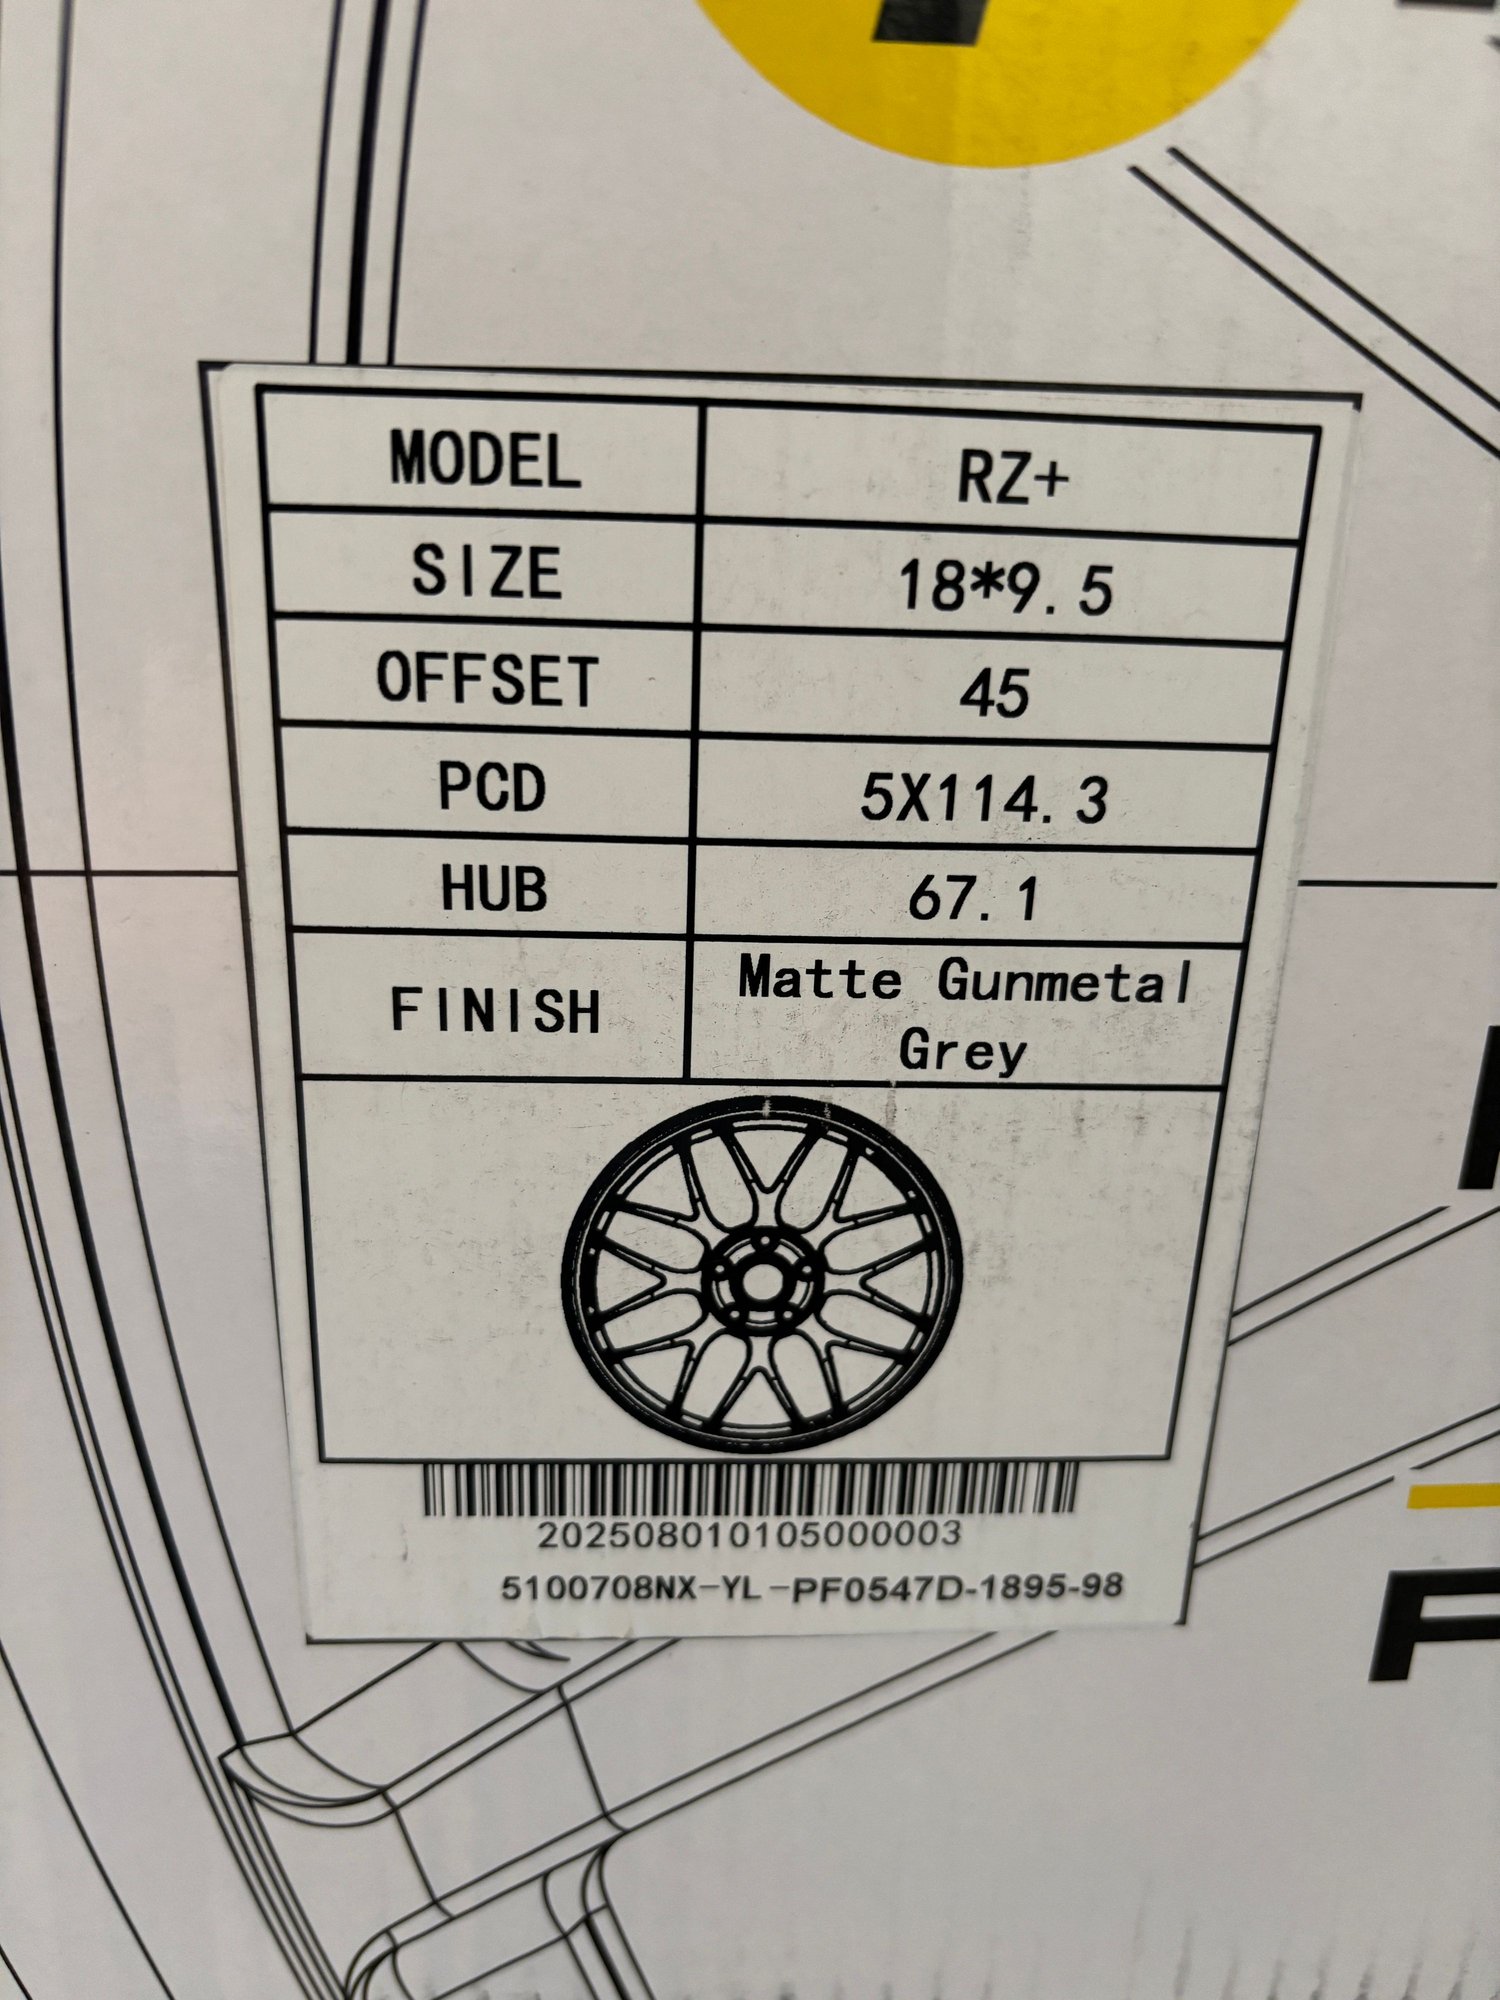 MODEL RZ+
SIZE 18*9.5
OFFSET 45
PCD 5X114.3
HUB 67.1
FINISH Matte Gunmetal
Grey
202508010105000003
5100708NX-YL-PF0547D-1895-98